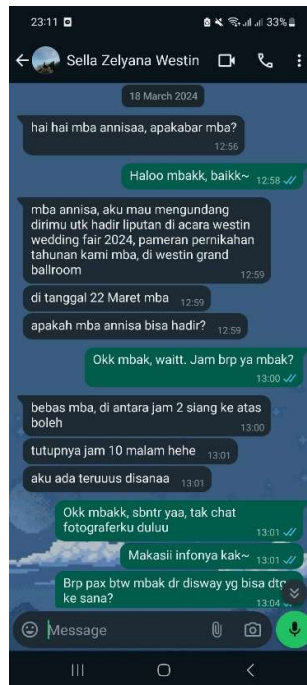 23:11
33%
Sella Zelyana Westin
18 March 2024
hai hai mba annisaa, apakabar mba?
12:56
Haloo mbakk, baikk~ 12:58
mba annisa, aku mau mengundang
dirimu utk hadir liputan di acara westin
wedding fair 2024, pameran pernikahan
tahunan kami mba, di westin grand
ballroom
12:59
di tanggal 22 Maret mba 12:59
apakah mba annisa bisa hadir? 12:59
Okk mbak, waitt. Jam brp ya mbak?
13:00
bebas mba, di antara jam 2 siang ke atas
boleh
13:00
tutupnya jam 10 malam hehe 13:01
aku ada teruuus disanaa 13:01
Okk mbakk, sbntr yaa, tak chat
fotograferku duluu
13:01
Makasii infonya kak~ 13:01
Brp pax btw mbak dr disway yg bisa dtg
ke sana?
13:04
Message